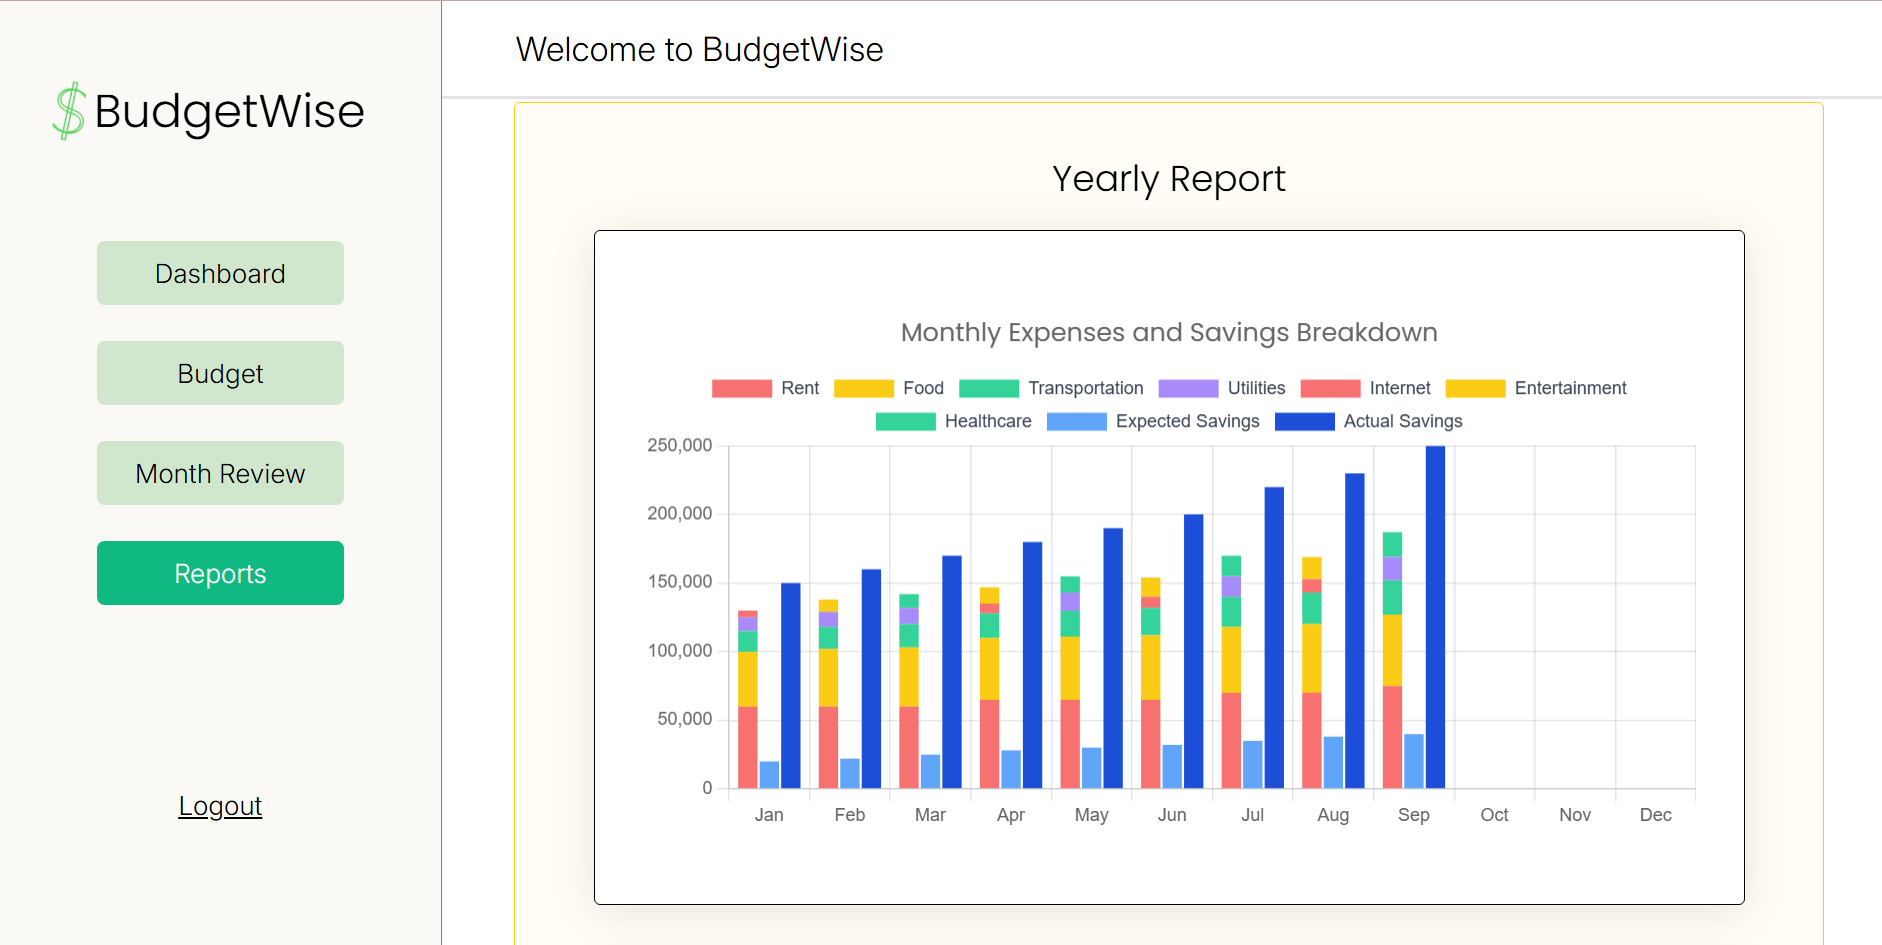 Welcome to BudgetWise
$BudgetWise
Dashboard
Budget
Month Review
Reports
Logout
Yearly Report
Monthly Expenses and Savings Breakdown
Rent Food Transportation Utilities Internet Entertainment
Healthcare Expected Savings Actual Savings
250,000
200,000
150,000
100,000
50,000
0
Jan Feb Mar Apr May Jun Jul Aug Sep Oct Nov Dec